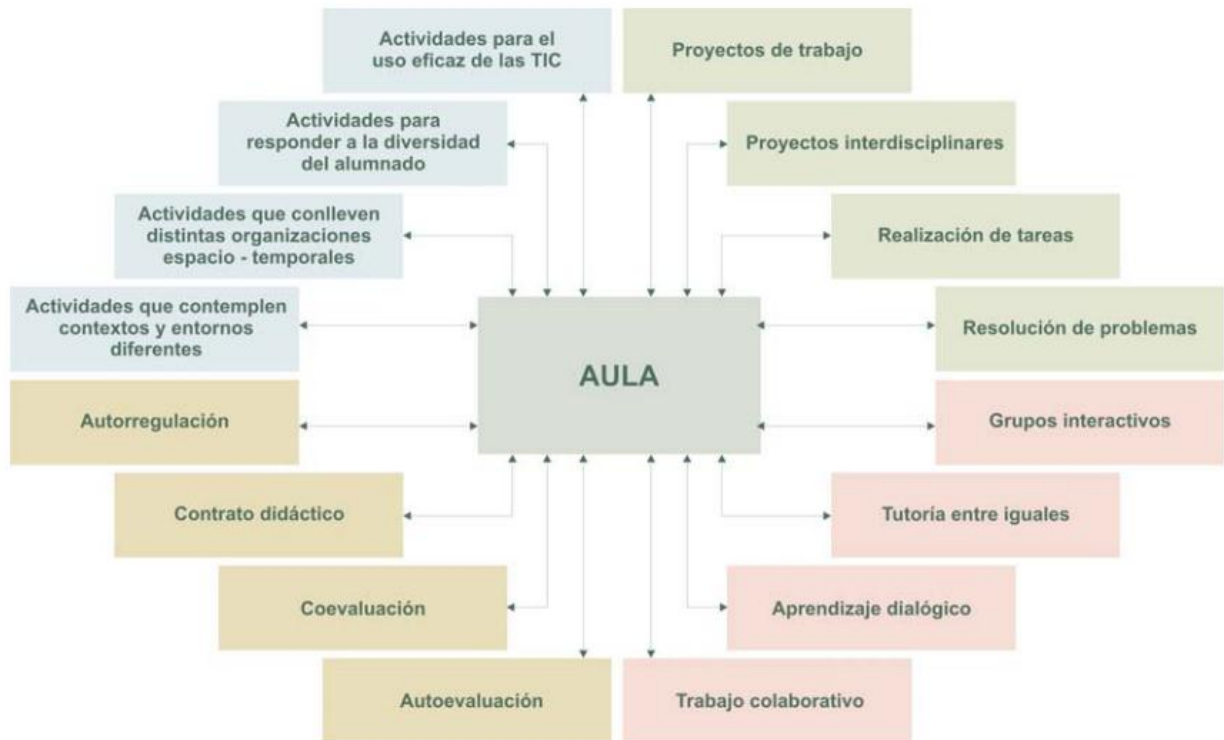 Actividades para el
uso eficaz de las TIC
Proyectos de trabajo
Actividades para
responder a la diversidad
del alumnado
Proyectos interdisciplinares
Actividades que conlleven
distintas organizaciones
espacio - temporales
Realización de tareas
Actividades que contemplen
contextos y entornos
diferentes
Resolución de problemas
AULA
Autorregulación
Grupos interactivos
Contrato didáctico
Tutoría entre iguales
Coevaluación
Aprendizaje dialógico
Autoevaluación
Trabajo colaborativo